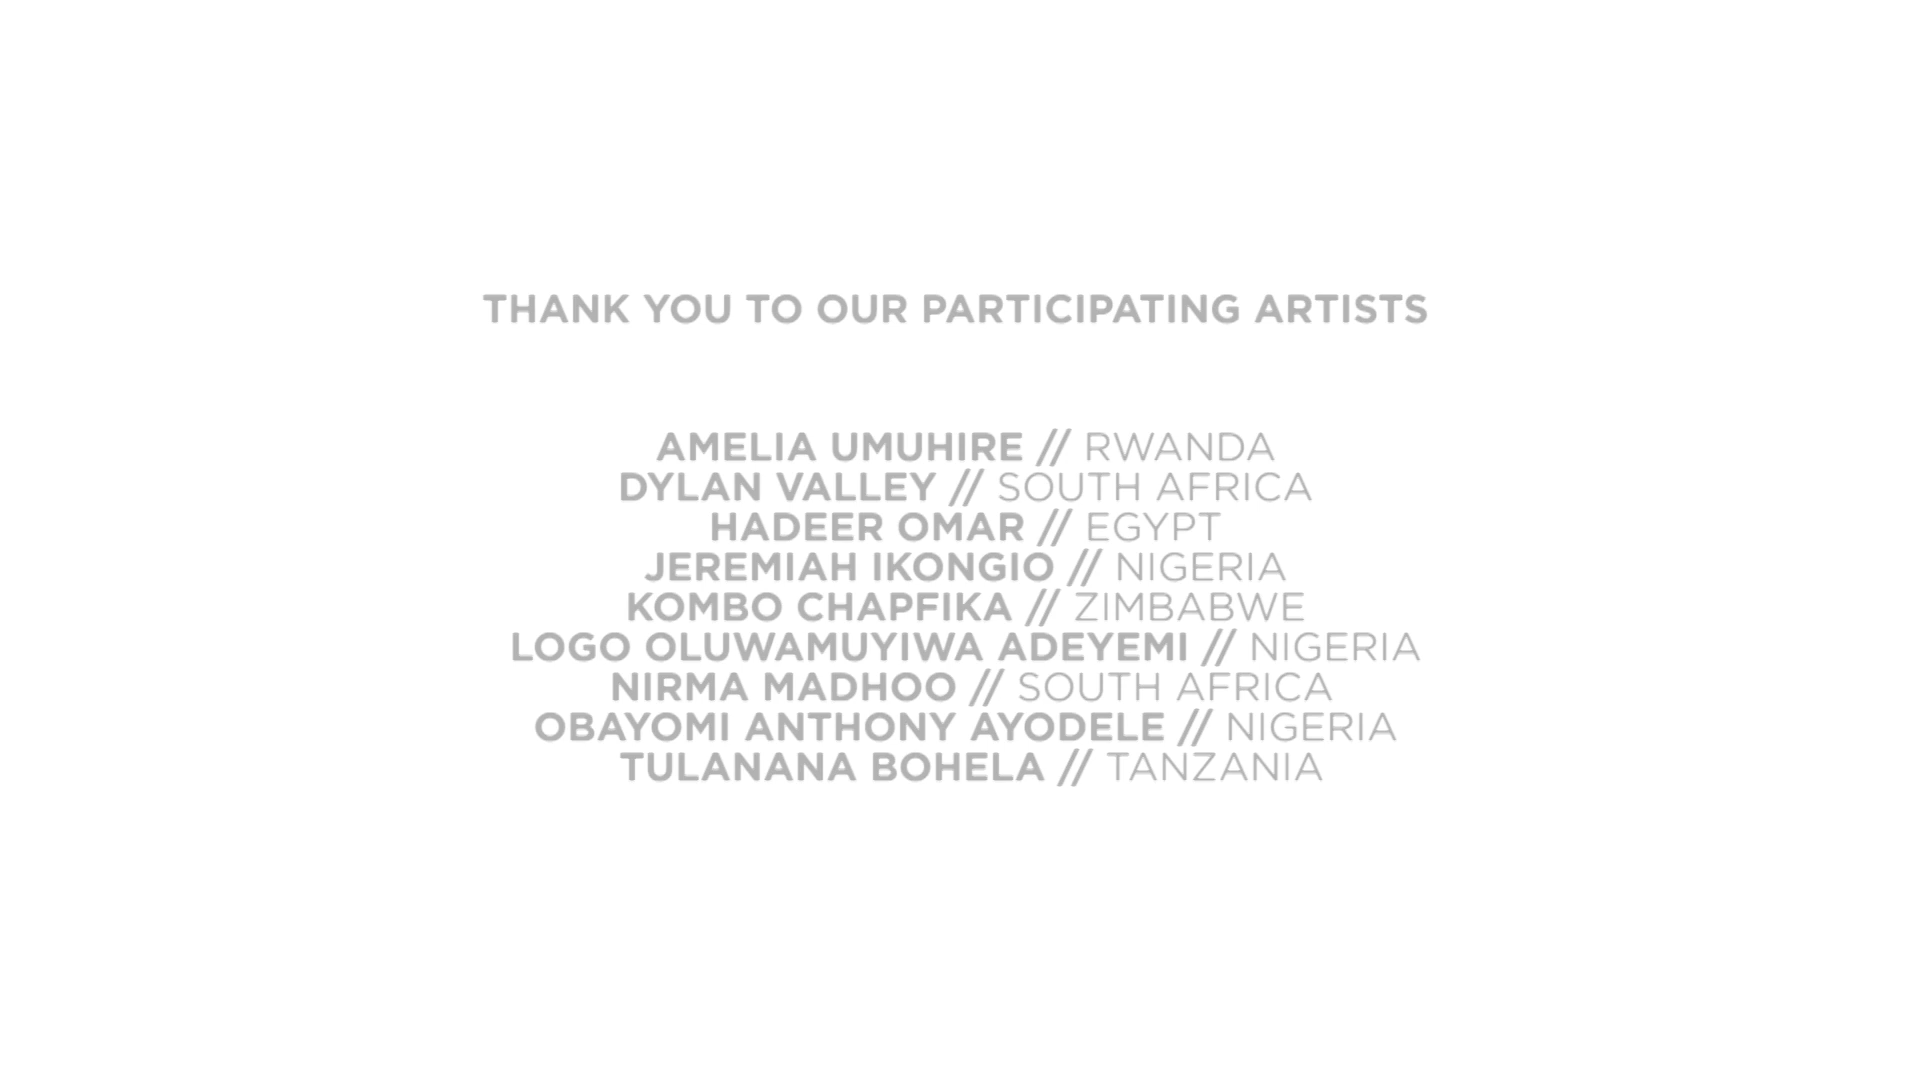 THANK YOU TO OUR PARTICIPATING ARTISTS
AMELIA UMUHIRE // RWANDA
DYLAN VALLEY // SOUTH AFRICA
HADEER OMAR // EGYPT
JEREMIAH IKONGIO // NIGERIA
KOMBO CHAPFIKA // ZIMBABWE
LOGO OLUWAMUYIWA ADEYEMI // NIGERIA
NIRMA MADHOO // SOUTH AFRICA
OBAYOMI ANTHONY AYODELE // NIGERIA
TULANANA BOHELA // TANZANIA